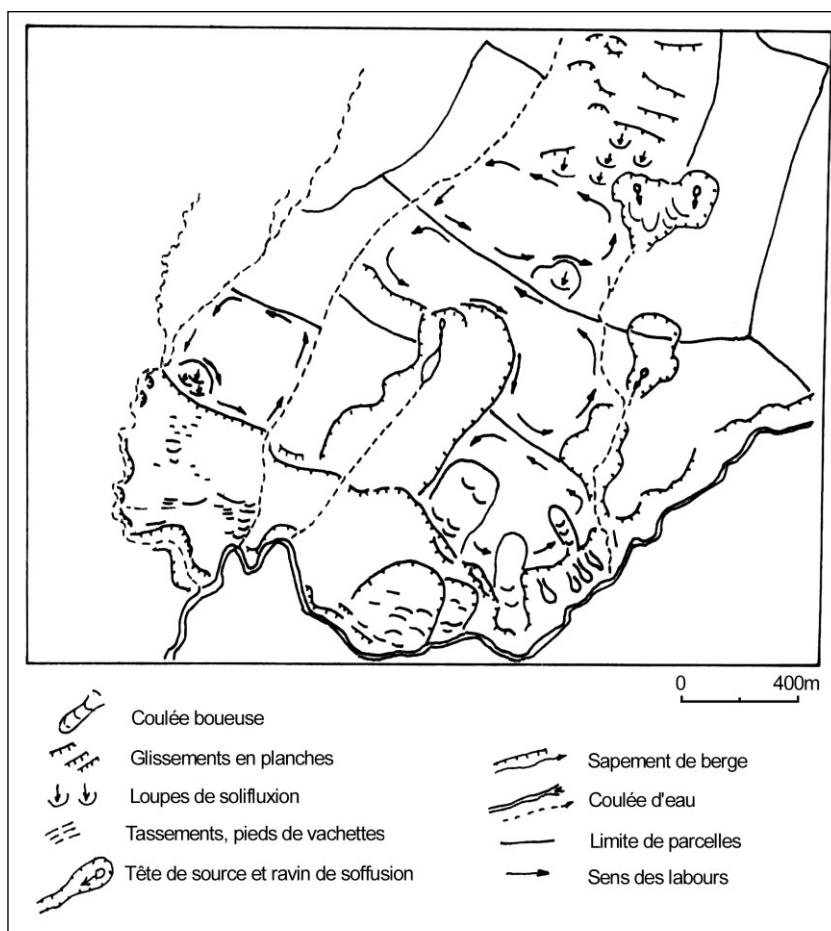 0 400m
Coulée boueuse
Glissements en planches
Loupes de solifluxion
Tassements, pieds de vachettes
Tête de source et ravin de soffusion
Sapement de berge
Coulée d'eau
Limite de parcelles
Sens des labours